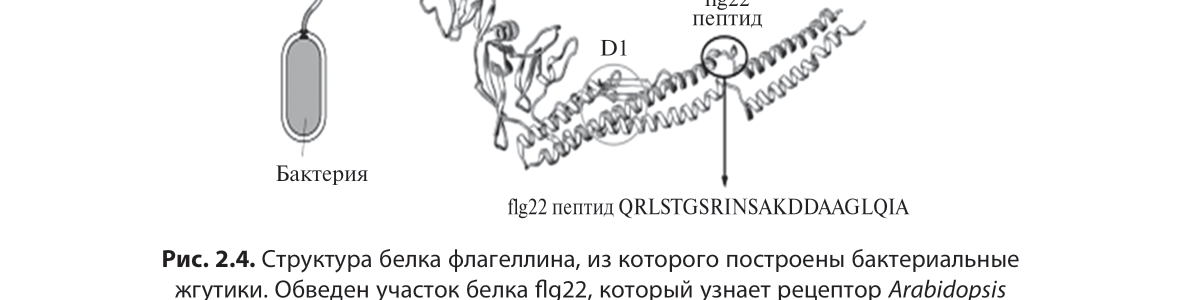 flg22
пептид
D1
Бактерия
flg22 пептид QRLSTGSRINSAKDDAAGLQIA
Рис. 2.4. Структура белка флагеллина, из которого построены бактериальные
жгутики. Обведен участок белка flg22, который узнает рецептор Arabidopsis